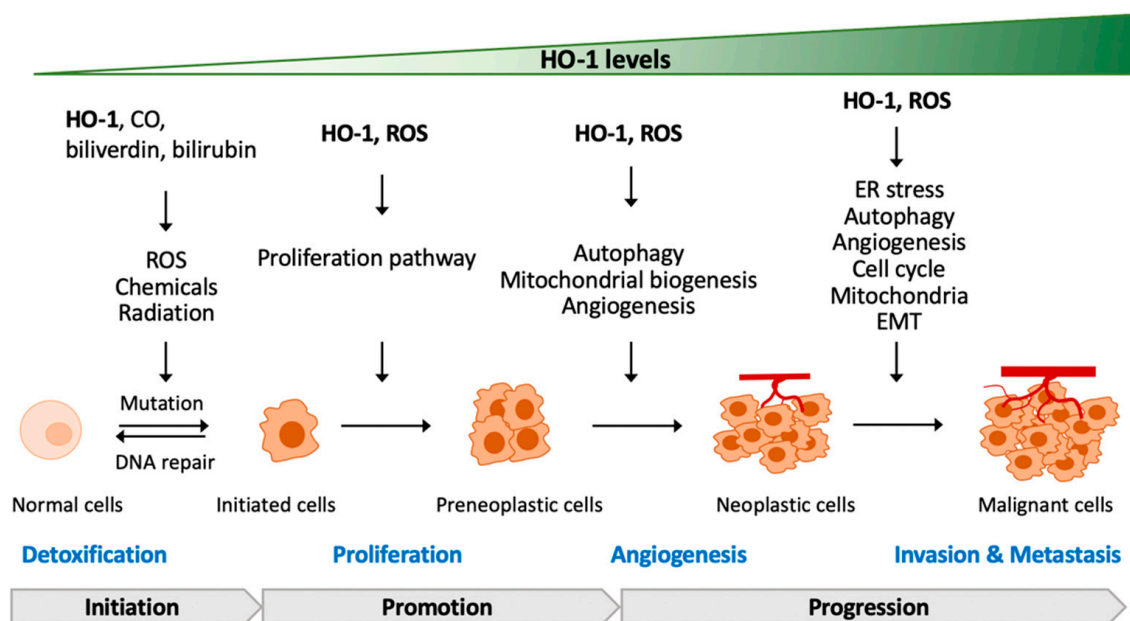 HO-1 levels
HO-1, CO,
biliverdin, bilirubin
ROS
Chemicals
Radiation
HO-1, ROS
Proliferation pathway
HO-1, ROS
Autophagy
Mitochondrial biogenesis
Angiogenesis
HO-1, ROS
ER stress
Autophagy
Angiogenesis
Cell cycle
Mitochondria
EMT
Mutation
DNA repair
Normal cells
Initiated cells
Preneoplastic cells
Neoplastic cells
Malignant cells
Detoxification
Proliferation
Angiogenesis
Invasion & Metastasis
Initiation
Promotion
Progression